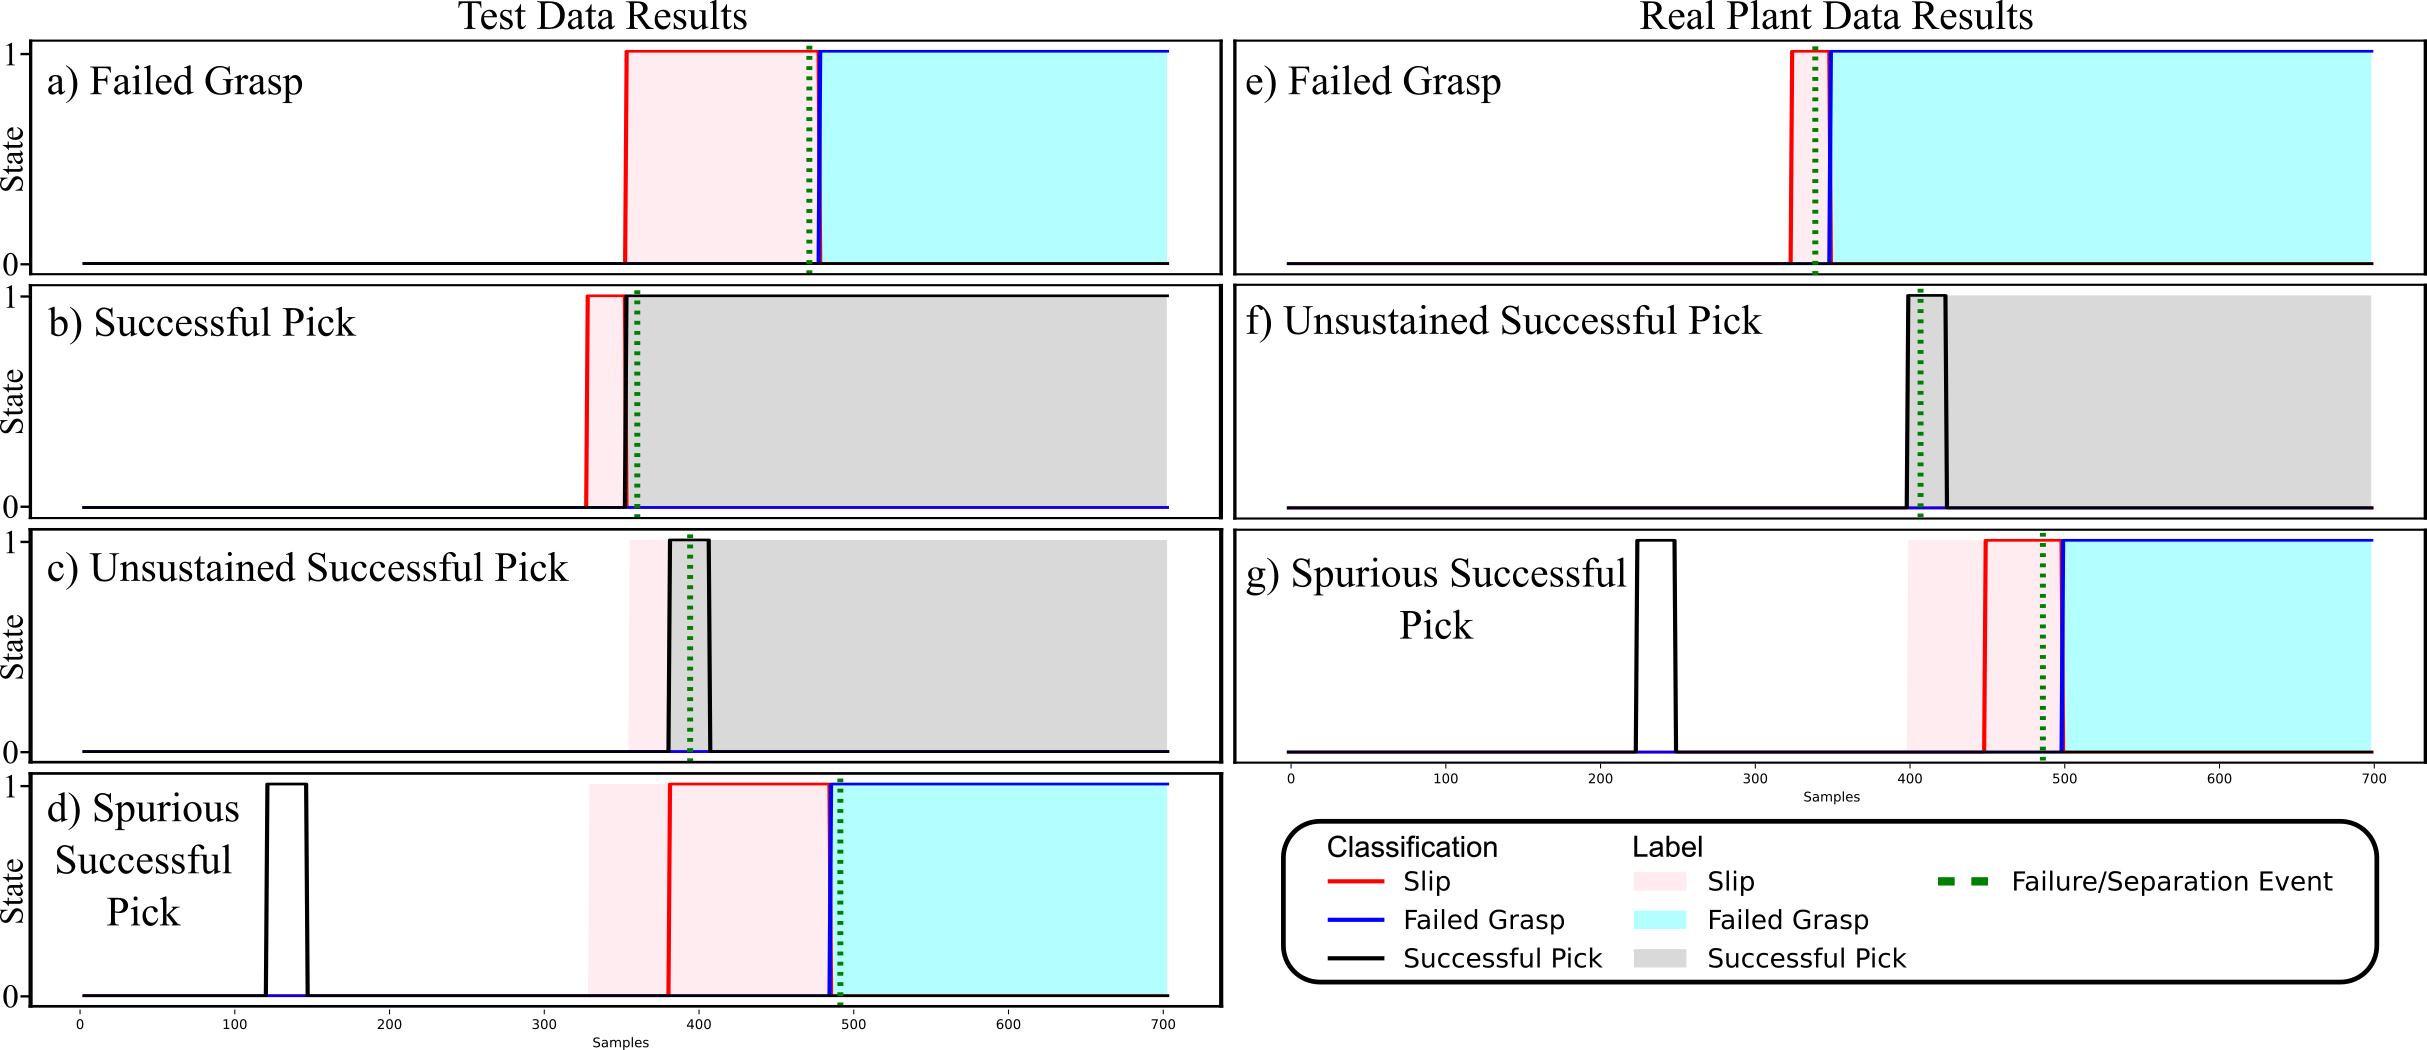 Test Data Results
1
a) Failed Grasp
State
0
1
b) Successful Pick
State
0
1
c) Unsustained Successful Pick
State
0
1
d) Spurious
Successful
Pick
State
0
0 100 200 300 400 500 600 700
Samples
Real Plant Data Results
e) Failed Grasp
f) Unsustained Successful Pick
g) Spurious Successful
Pick
0 100 200 300 400 500 600 700
Samples
Classification
Slip
Failed Grasp
Successful Pick
Label
Slip
Failed Grasp
Successful Pick
Failure/Separation Event